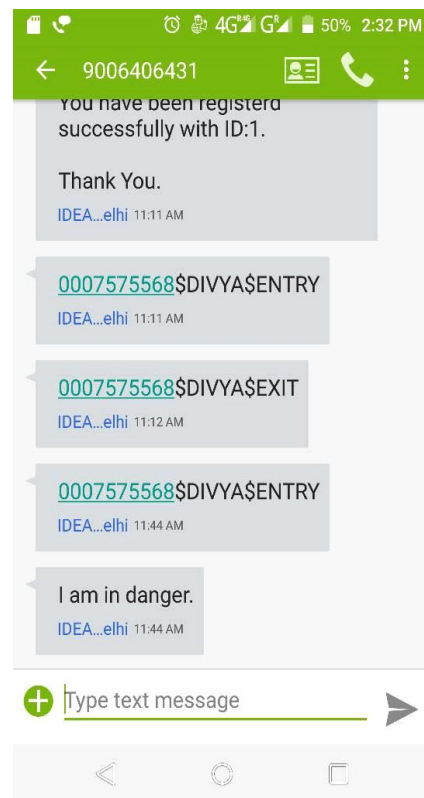 4G R4G G R 50% 2:32 PM
9006406431
You have been registerd
successfully with ID:1.
Thank You.
IDEA...elhi 11:11 AM
0007575568$DIVYA$ENTRY
IDEA...elhi 11:11 AM
0007575568$DIVYA$EXIT
IDEA...elhi 11:12 AM
0007575568$DIVYA$ENTRY
IDEA...elhi 11:44 AM
I am in danger.
IDEA...elhi 11:44 AM
Type text message